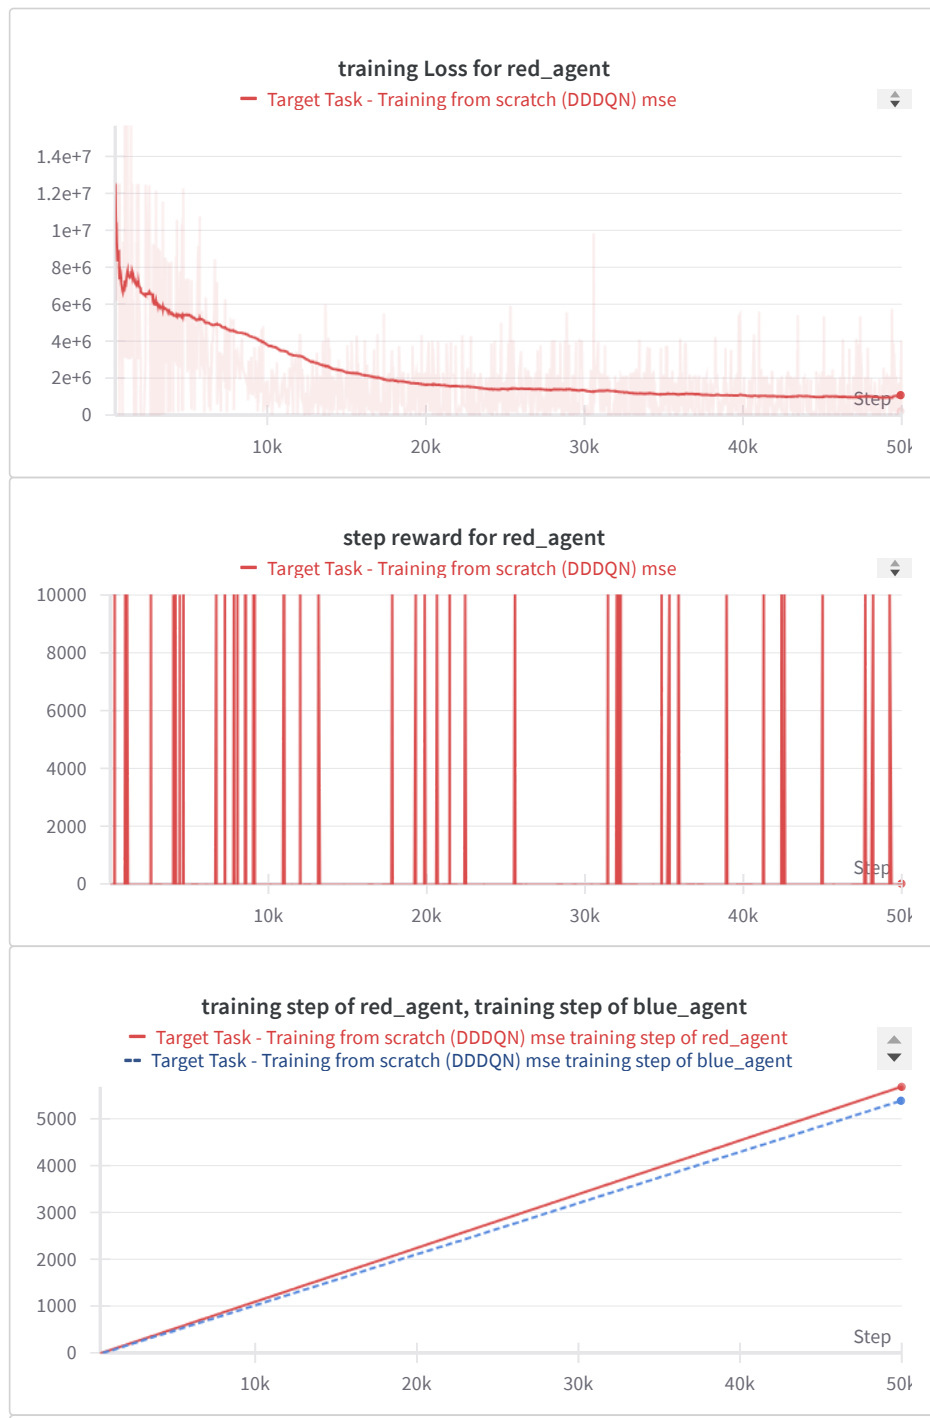 training Loss for red_agent
Target Task - Training from scratch (DDDQN) mse
1.4e+7
1.2e+7
1e+7
8e+6
6e+6
4e+6
2e+6
0
Step
10k
20k
30k
40k
50k
step reward for red_agent
Target Task - Training from scratch (DDDQN) mse
10000
8000
6000
4000
2000
0
Step
10k
20k
30k
40k
50k
training step of red_agent, training step of blue_agent
Target Task - Training from scratch (DDDQN) mse training step of red_agent
Target Task - Training from scratch (DDDQN) mse training step of blue_agent
5000
4000
3000
2000
1000
0
Step
10k
20k
30k
40k
50k